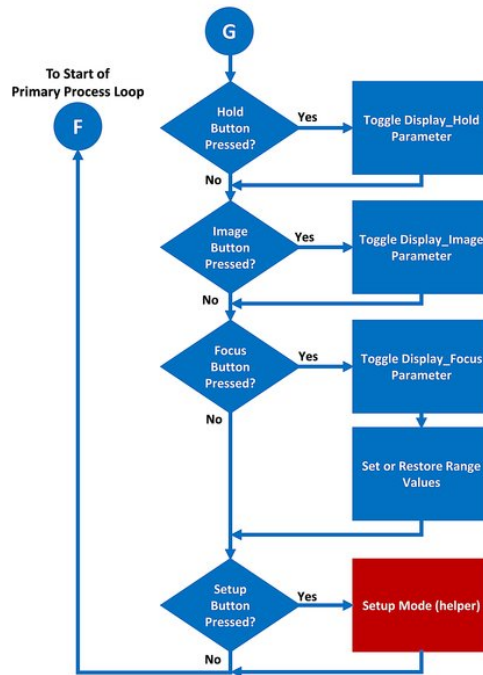 G
To Start of
Primary Process Loop
F
Hold
Button
Pressed?
Yes
Toggle Display_Hold
Parameter
No
Image
Button
Pressed?
Yes
Toggle Display_Image
Parameter
No
Focus
Button
Pressed?
Yes
Toggle Display_Focus
Parameter
No
Set or Restore Range
Values
Setup
Button
Pressed?
Yes
Setup Mode (helper)
No